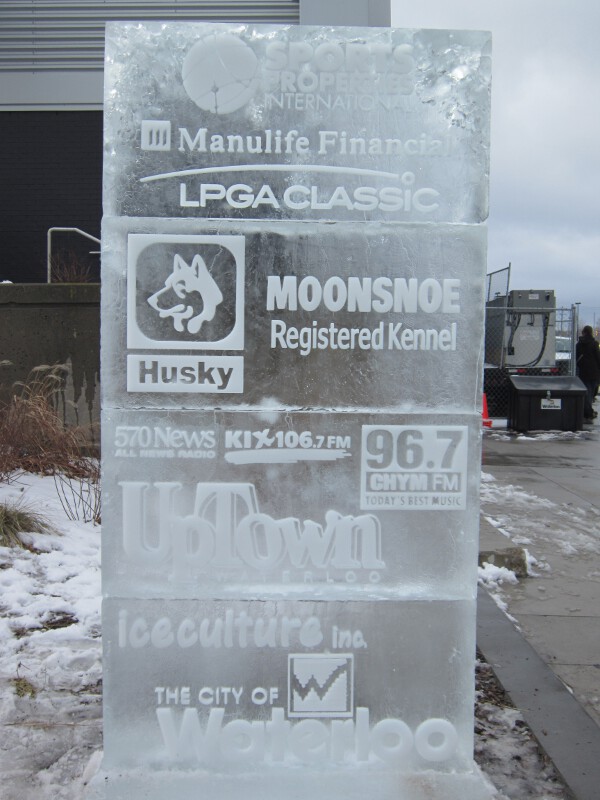 SPORTS
PROPERTIES
INTERNATIONAL
Manulife Financial
LPGA CLASSIC
MOONSNOE
Registered Kennel
Husky
570 News
ALL NEWS RADIO
KIX 106.7 FM
96.7
CHYM FM
TODAY'S BEST MUSIC
UpTown
iceculture inc.
THE CITY OF
Waterloo